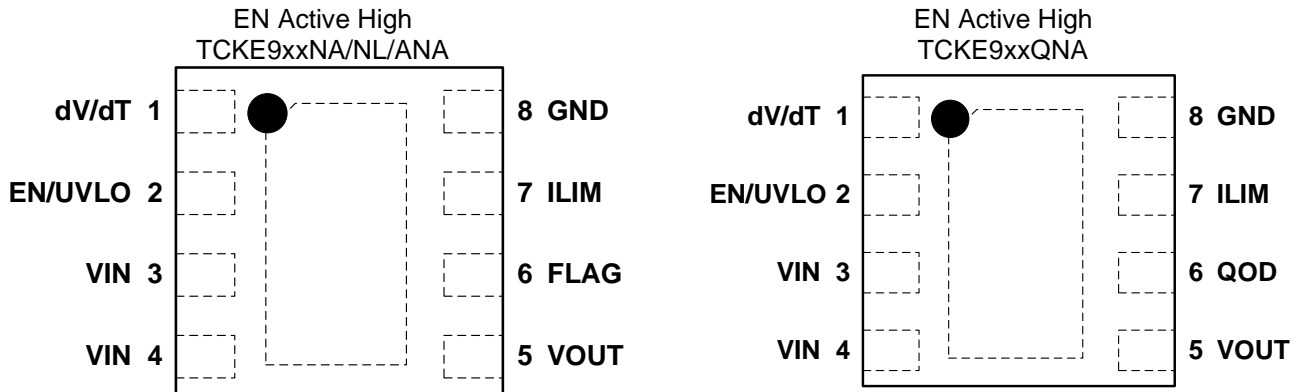 EN Active High
TCKE9xxNA/NL/ANA
dV/dT 1
8 GND
EN/UVLO 2
7 ILIM
VIN 3
6 FLAG
VIN 4
5 VOUT
EN Active High
TCKE9xxQNA
dV/dT 1
8 GND
EN/UVLO 2
7 ILIM
VIN 3
6 QOD
VIN 4
5 VOUT